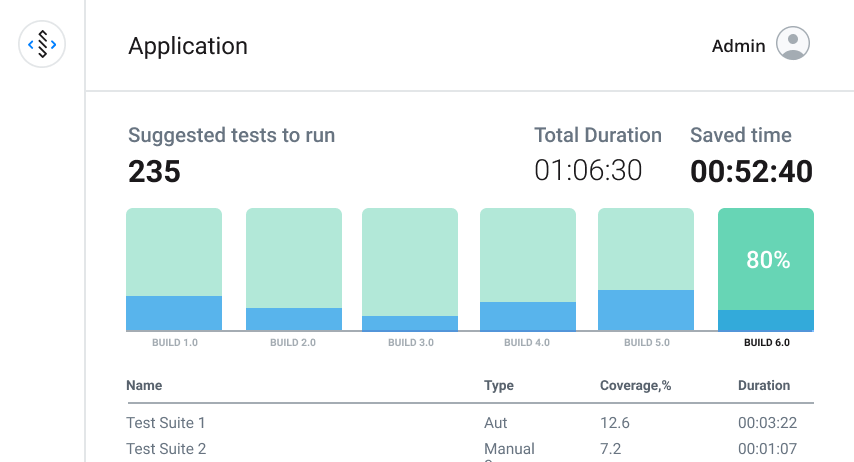 Application
Admin
Suggested tests to run
Total Duration
Saved time
235
01:06:30
00:52:40
80%
BUILD 1.0
BUILD 2.0
BUILD 3.0
BUILD 4.0
BUILD 5.0
BUILD 6.0
Name Type Coverage,% Duration
Test Suite 1 Aut 12.6 00:03:22
Test Suite 2 Manual 7.2 00:01:07